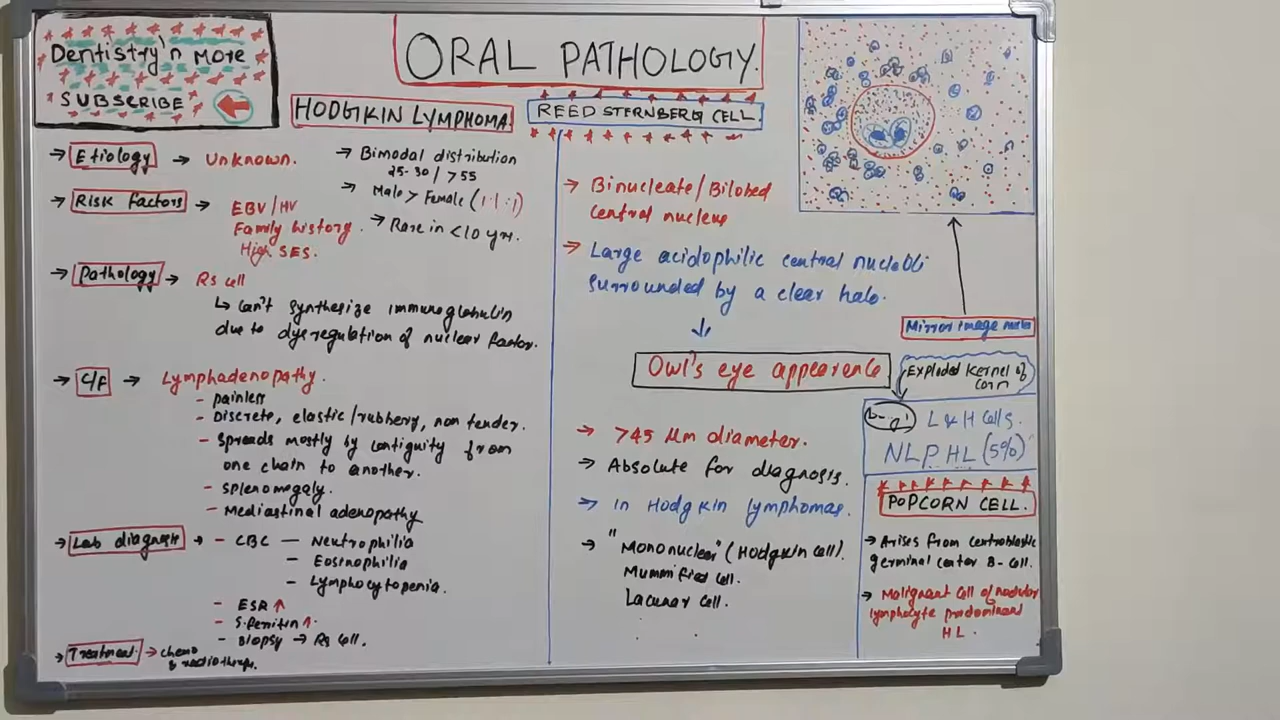 Dentistry'n more
SUBSCRIBE
ORAL PATHOLOGY.
HODGKIN LYMPHOMA
→ Etiology → Unknown.
→ Bimodal distribution
25-30 / >55
→ Male > Female (1.1:1)
→ Rare in <10 yr.
→ Risk factors → EBV/HV
Family history
High SES.
→ Pathology → Rs cell
↳ Can't synthesize immunoglobulin
due to dysregulation of nuclear factor.
→ C/F → Lymphadenopathy.
- painless
- Discrete, elastic/rubbery, non tender.
- Spreads mostly by contiguity from
one chain to another.
- Splenomegaly.
- Mediastinal adenopathy
→ Lab diagnosis → - CBC — Neutrophilia
- Eosinophilia
- Lymphocytopenia.
- ESR ↑
- S.Ferritin ↑.
- Biopsy → Rs Cell.
→ Treatment → chemo
& radiotherapy.
REED STERNBERG CELL.
→ Binucleate/Bilobed
central nucleus
→ Large acidophilic central nucleoli
surrounded by a clear halo.
↓
Owl's eye appearence
→ >45 µm diameter.
→ Absolute for diagnosis.
→ in Hodgkin lymphomas.
→ "Mononuclear" (Hodgkin cell).
Mummified cell.
Lacunar cell.
Mirror image nuclei
Exploded Kernel of
Corn
L&H Cells.
NLPHL (5%)
POPCORN CELL.
→ Arises from centroblastic
germinal center B-cell.
→ Malignant cell of nodular
lymphocyte predominant
HL.